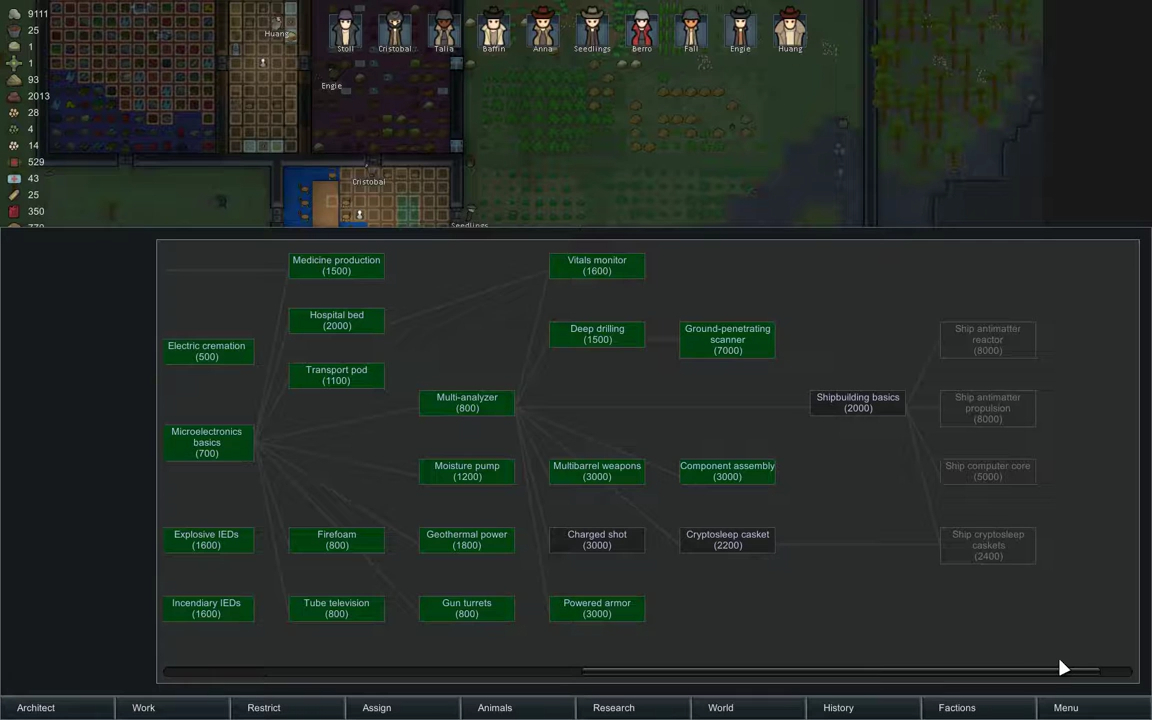 9111
25
1
1
93
2013
28
4
14
529
43
25
350
Huang
Stoll
Cristobal
Talia
Baffin
Anna
Seedlings
Berro
Fall
Engie
Huang
Engie
Cristobal
Seedlings
Medicine production
(1500)
Vitals monitor
(1600)
Hospital bed
(2000)
Deep drilling
(1500)
Ground-penetrating
scanner
(7000)
Ship antimatter
reactor
(8000)
Electric cremation
(500)
Transport pod
(1100)
Multi-analyzer
(800)
Shipbuilding basics
(2000)
Ship antimatter
propulsion
(8000)
Microelectronics
basics
(700)
Moisture pump
(1200)
Multibarrel weapons
(3000)
Component assembly
(3000)
Ship computer core
(5000)
Explosive IEDs
(1600)
Firefoam
(800)
Geothermal power
(1800)
Charged shot
(3000)
Cryptosleep casket
(2200)
Ship cryptosleep
caskets
(2400)
Incendiary IEDs
(1600)
Tube television
(800)
Gun turrets
(800)
Powered armor
(3000)
Architect
Work
Restrict
Assign
Animals
Research
World
History
Factions
Menu